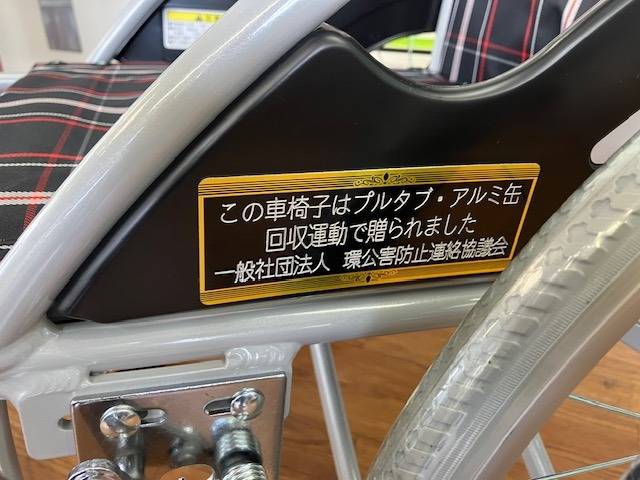 この車椅子はプルタブ・アルミ缶
回収運動で贈られました
一般社団法人 環公害防止連絡協議会